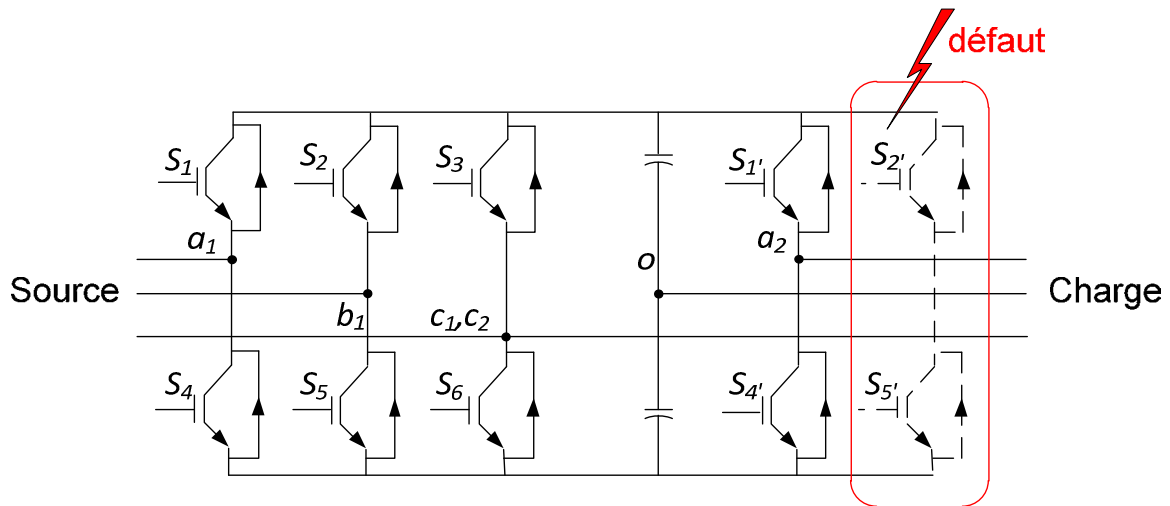 défaut
S1 S2 S3 S1' S2'
a1 o a2
Source Charge
b1 c1,c2
S4 S5 S6 S4' S5'